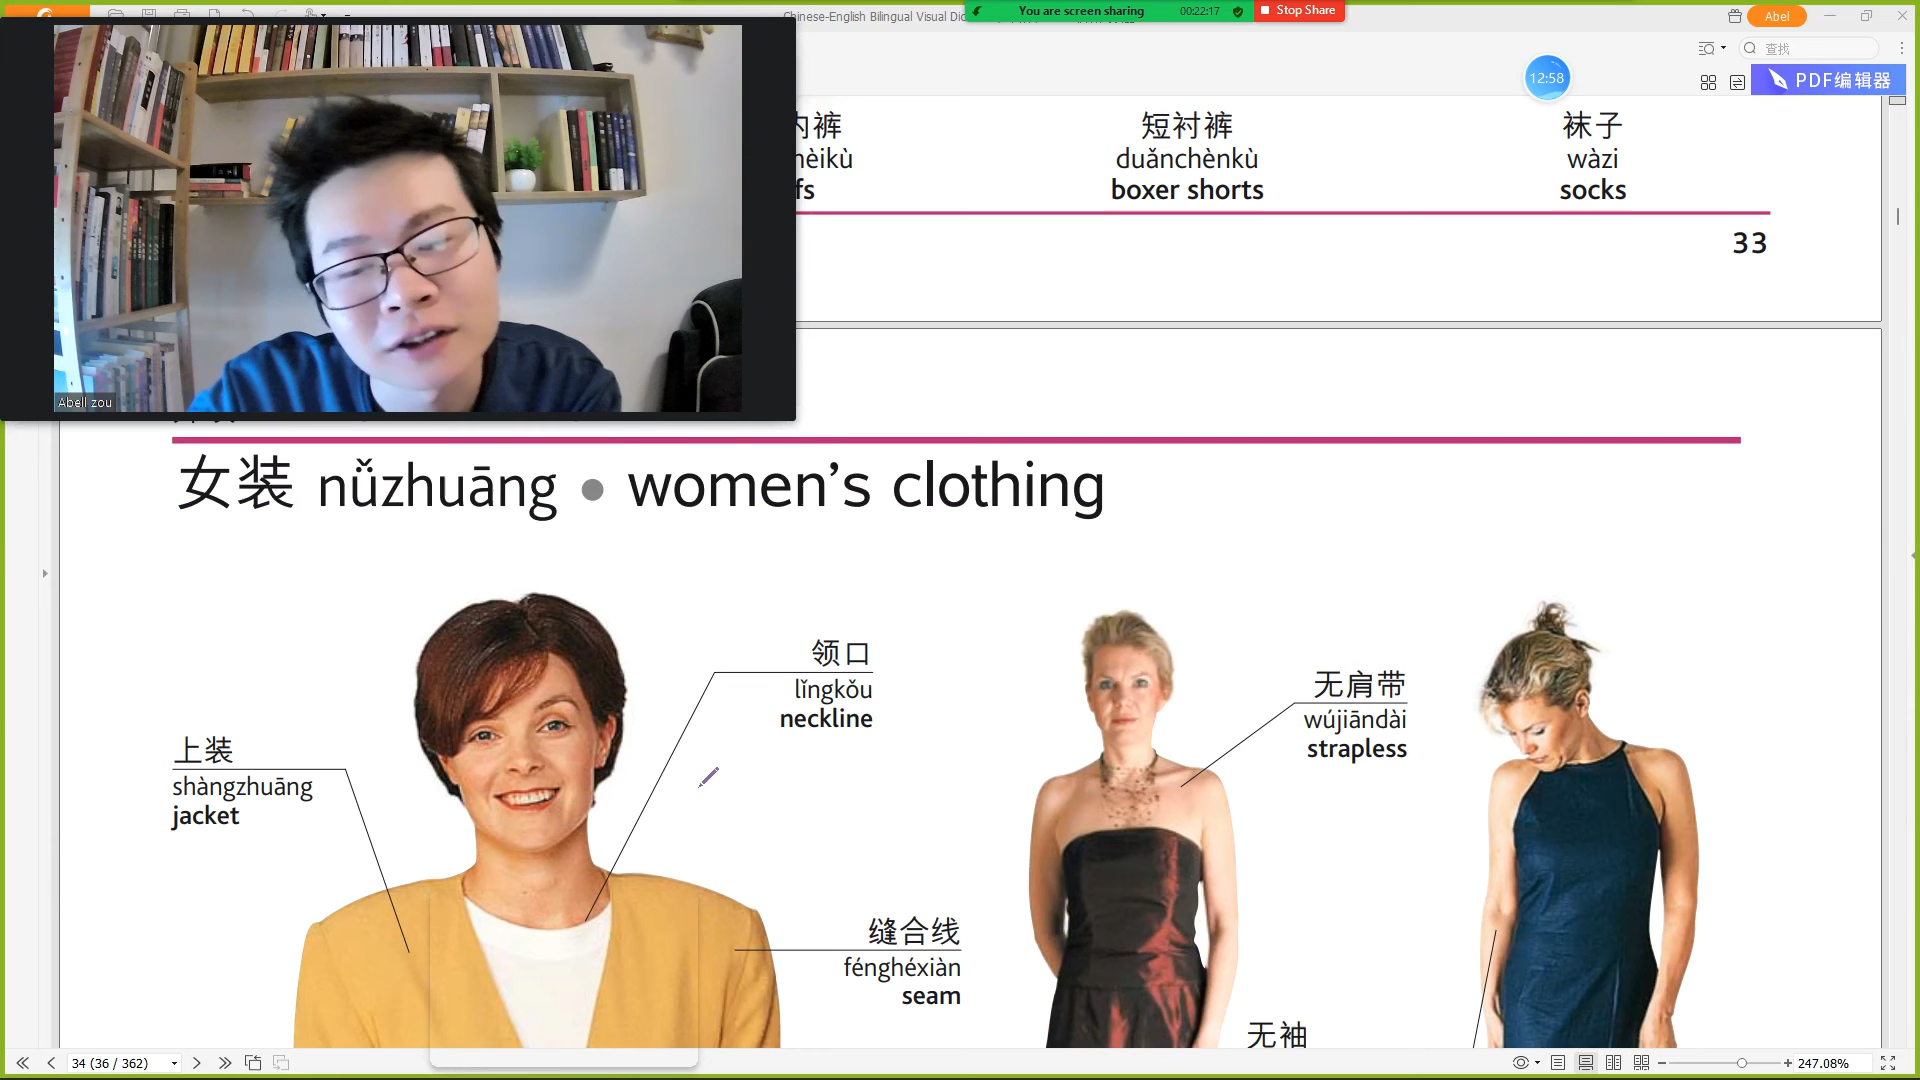 Chinese-English Bilingual Visual Dic
You are screen sharing
00:22:17
Stop Share
Abel
查找
12:58
PDF编辑器
内裤
短衬裤
duǎnchènkù
boxer shorts
袜子
wàzi
socks
33
Abell zou
女装 nǚzhuāng • women's clothing
领口
lǐngkǒu
neckline
无肩带
wújiāndài
strapless
上装
shàngzhuāng
jacket
缝合线
fénghéxiàn
seam
无袖
34 (36 / 362)
247.08%